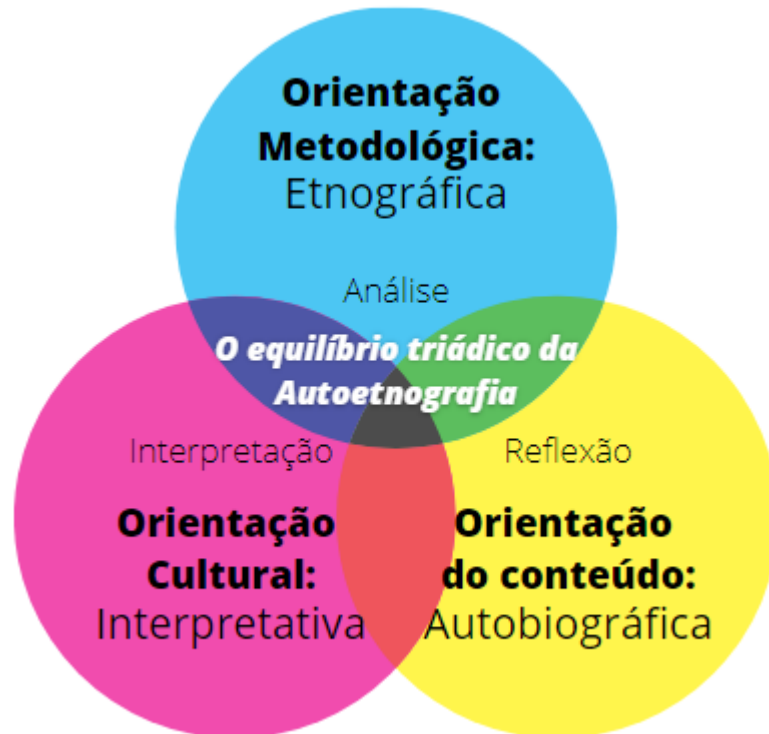 Orientação
Metodológica:
Etnográfica
Análise
O equilíbrio triádico da
Autoetnografia
Interpretação
Reflexão
Orientação
Cultural:
Interpretativa
Orientação
do conteúdo:
Autobiográfica